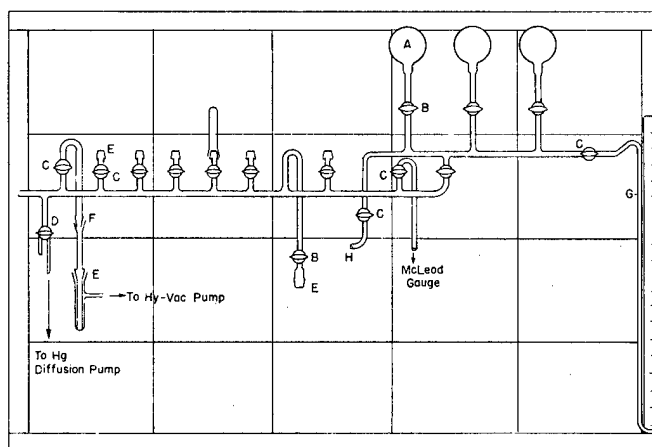 A
B
C
C
E
C
C
G
D
F
C
B
H
E
E
McLeod
Gauge
To Hy-Vac Pump
To Hg
Diffusion Pump